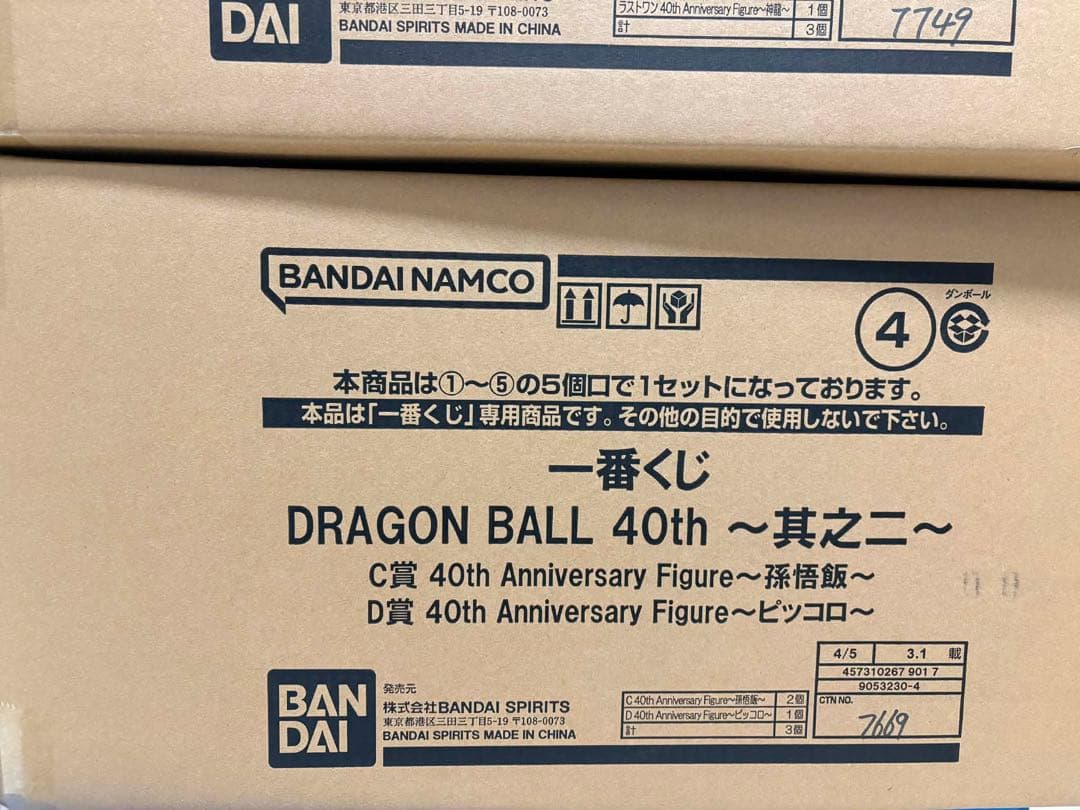 BAN
DAI
東京都港区三田三丁目5-19 〒108-0073
BANDAI SPIRITS MADE IN CHINA
ラストワン 40th Anniversary Figure～神龍～ 1個
計 3個
7749
BANDAI NAMCO
4
ダンボール
本商品は①～⑤の5個口で1セットになっております。
本品は「一番くじ」専用商品です。その他の目的で使用しないで下さい。
一番くじ
DRAGON BALL 40th ～其之二～
C賞 40th Anniversary Figure～孫悟飯～
D賞 40th Anniversary Figure～ピッコロ～
BAN
DAI
発売元
株式会社BANDAI SPIRITS
東京都港区三田三丁目5-19 〒108-0073
BANDAI SPIRITS MADE IN CHINA
C 40th Anniversary Figure～孫悟飯～ 2個
D 40th Anniversary Figure～ピッコロ～ 1個
計 3個
4/5 3.1 載
457310267 901 7
9053230-4
CTN NO.
7669